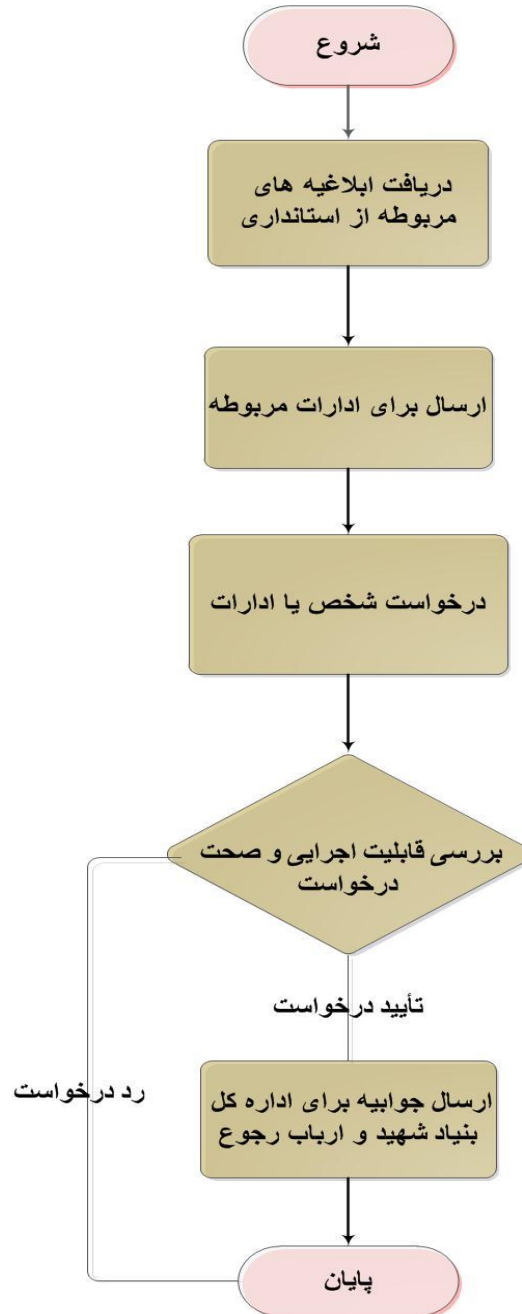 شروع
دریافت ابلاغیه های
مربوطه از استانداری
ارسال برای ادارات مربوطه
درخواست شخص یا ادارات
بررسی قابلیت اجرایی و صحت
درخواست
تأیید درخواست
رد درخواست
ارسال جوابیه برای اداره کل
بنیاد شهید و ارباب رجوع
پایان